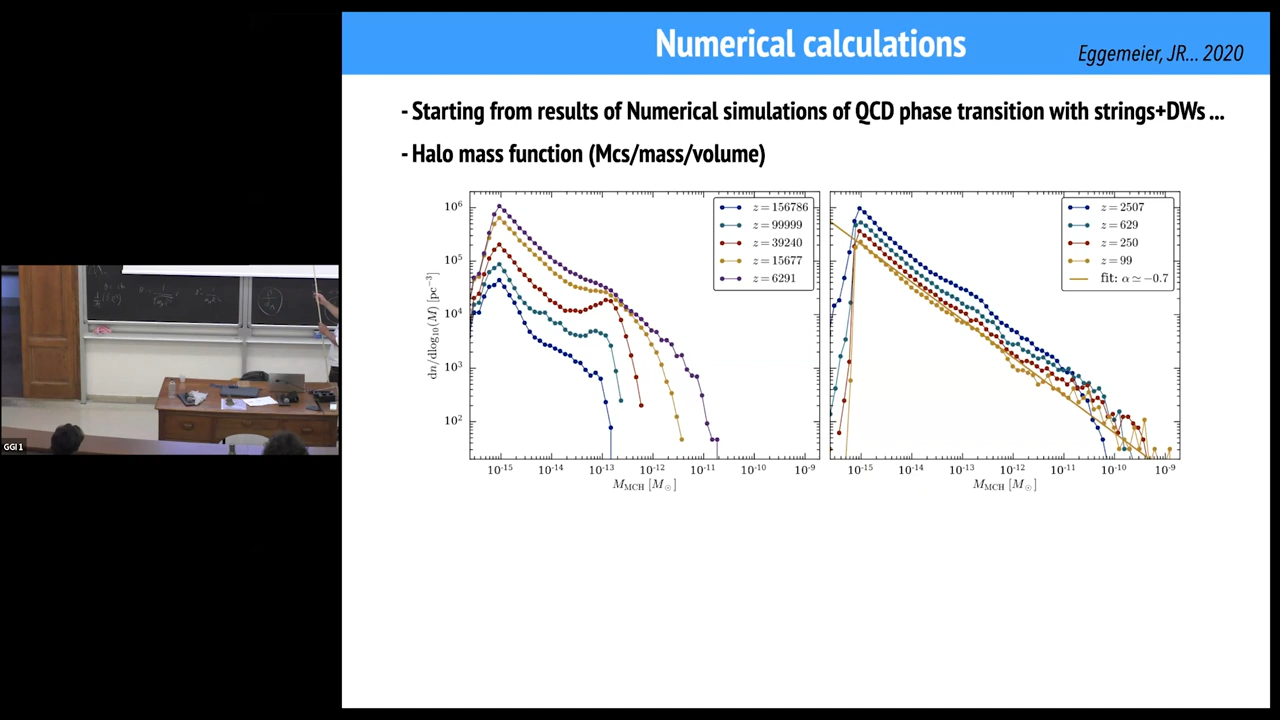 Numerical calculations
Eggemeier, JR... 2020
- Starting from results of Numerical simulations of QCD phase transition with strings+DWs ...
- Halo mass function (Mcs/mass/volume)
dn/dlog₁₀(M) [pc⁻³]
10⁶
10⁵
10⁴
10³
10²
z = 156786
z = 99999
z = 39240
z = 15677
z = 6291
10⁻¹⁵ 10⁻¹⁴ 10⁻¹³ 10⁻¹² 10⁻¹¹ 10⁻¹⁰ 10⁻⁹
M_MCH [M_⊙]
z = 2507
z = 629
z = 250
z = 99
fit: α ≃ −0.7
10⁻¹⁵ 10⁻¹⁴ 10⁻¹³ 10⁻¹² 10⁻¹¹ 10⁻¹⁰ 10⁻⁹
M_MCH [M_⊙]
GGI 1